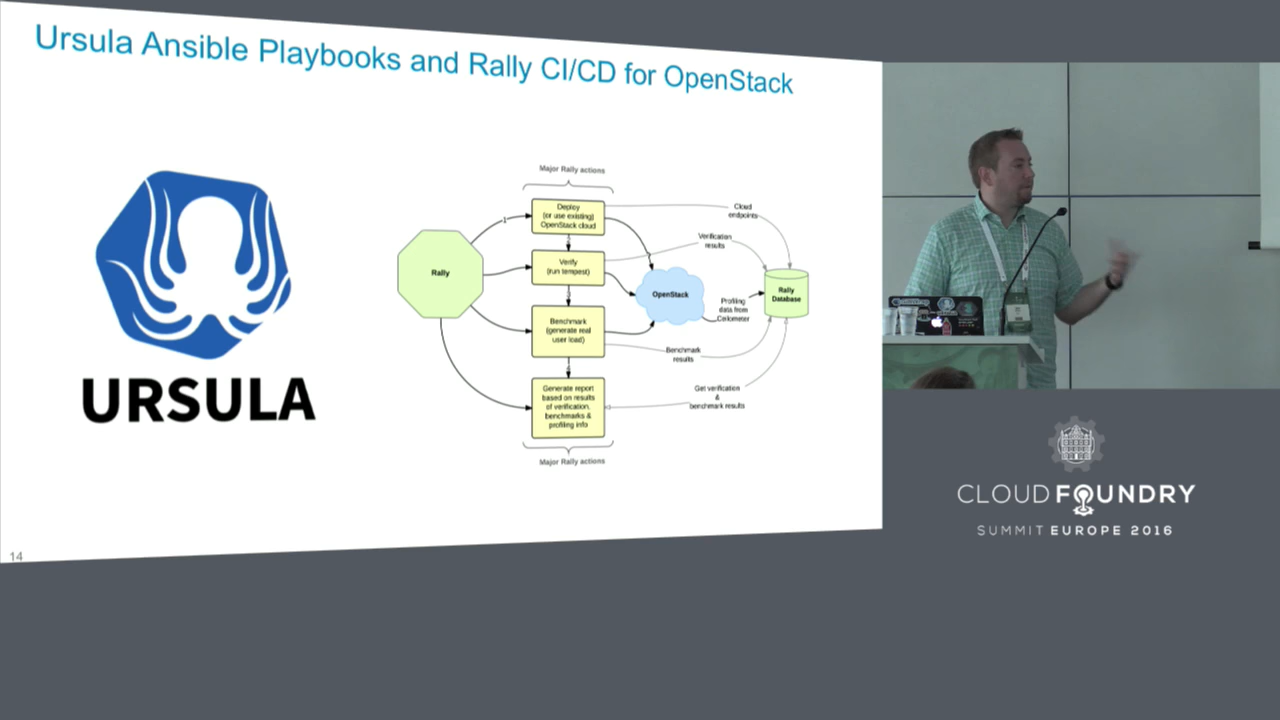 Ursula Ansible Playbooks and Rally CI/CD for OpenStack
URSULA
Major Rally actions
Rally
Deploy
(or use existing)
OpenStack cloud
Verify
(run tempest)
Benchmark
(generate real
user load)
Generate report
based on results
of verification,
benchmarks &
profiling info
Major Rally actions
OpenStack
Cloud
endpoints
Verification
results
Profiling
data from
Ceilometer
Rally
Database
Benchmark
results
Get verification
&
benchmark results
14
CLOUD FOUNDRY
SUMMIT EUROPE 2016